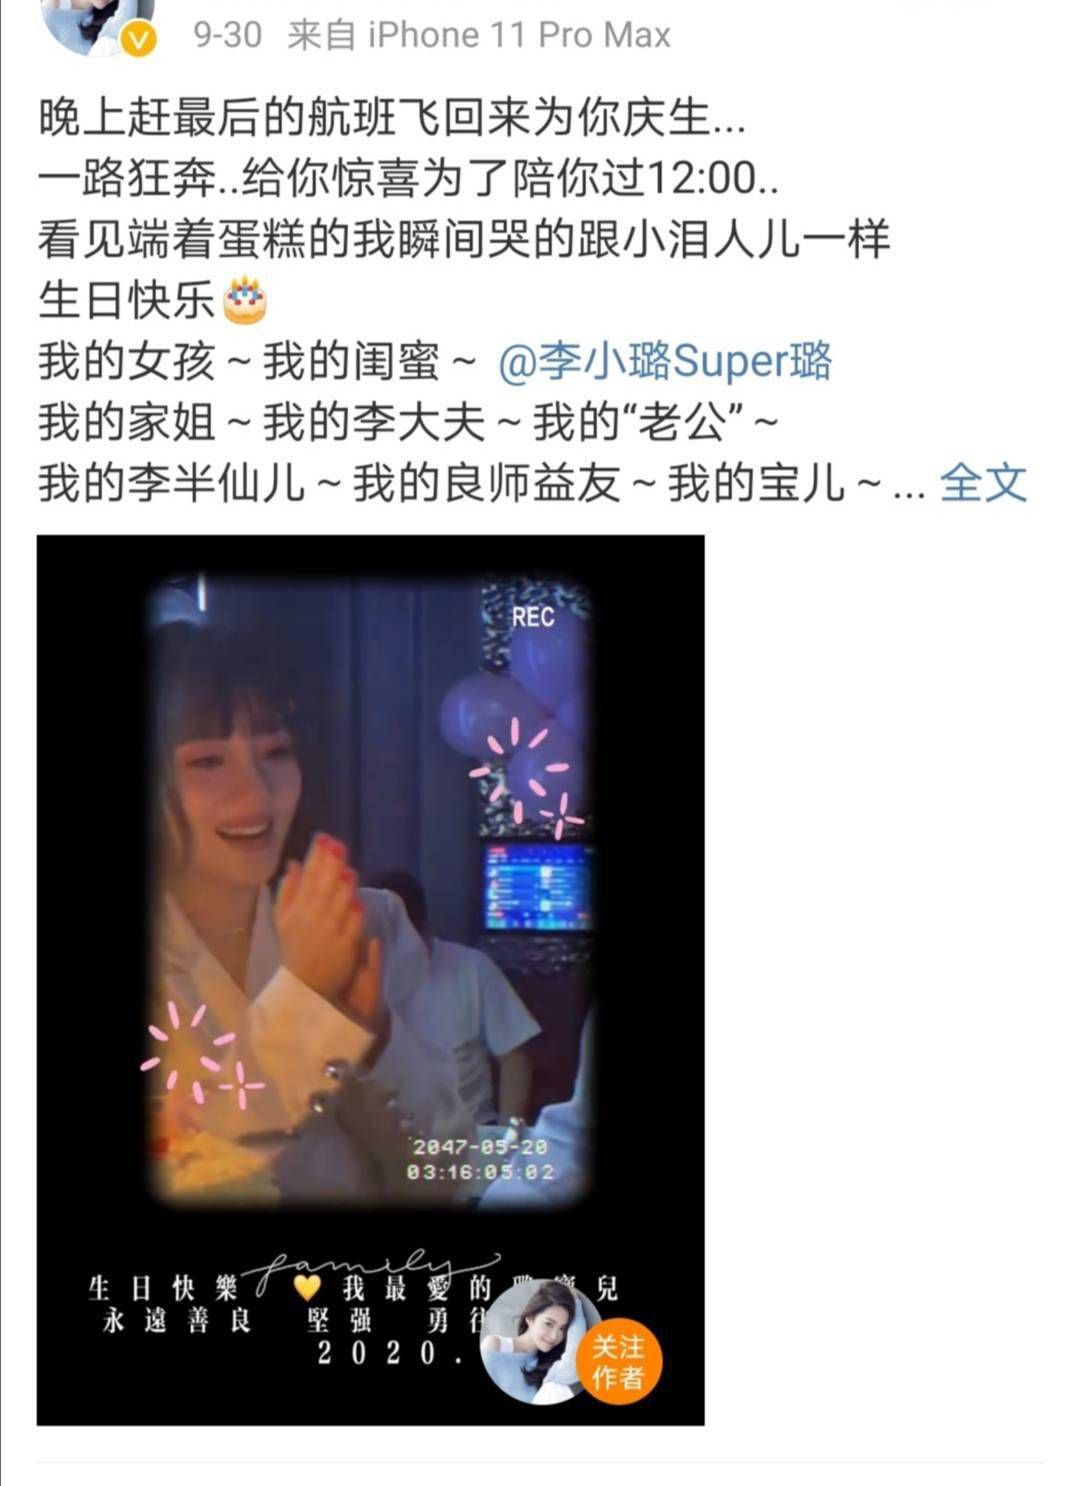 9-30 来自 iPhone 11 Pro Max
晚上赶最后的航班飞回来为你庆生...
一路狂奔..给你惊喜为了陪你过12:00..
看见端着蛋糕的我瞬间哭的跟小泪人儿一样
生日快乐🎂
我的女孩～我的闺蜜～ @李小璐Super璐
我的家姐～我的李大夫～我的“老公”～
我的李半仙儿～我的良师益友～我的宝儿～... 全文
REC
2047-05-20
03:16:05:02
family
生日快樂 💛 我最愛的 兒
永遠善良 堅强 勇往
2020.
关注
作者